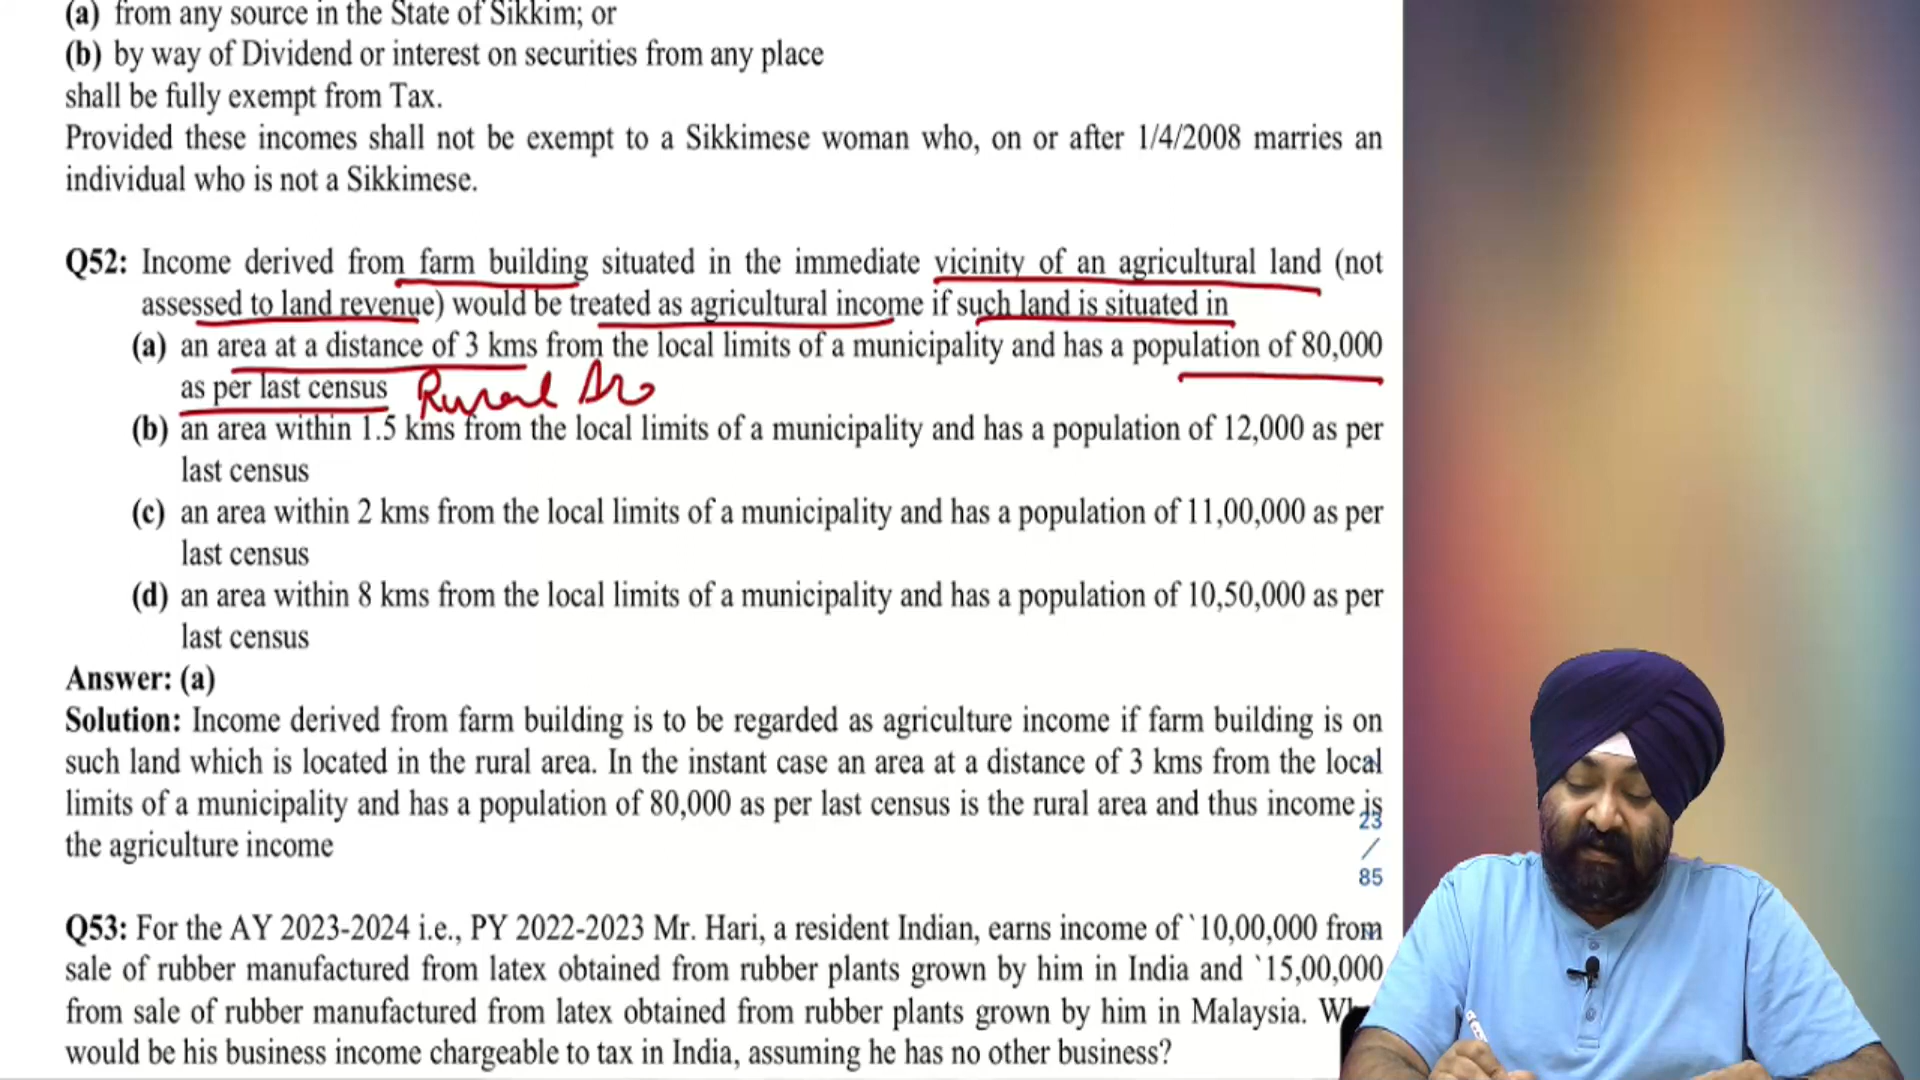 (a) from any source in the State of Sikkim; or
(b) by way of Dividend or interest on securities from any place
shall be fully exempt from Tax.
Provided these incomes shall not be exempt to a Sikkimese woman who, on or after 1/4/2008 marries an
individual who is not a Sikkimese.
Q52: Income derived from farm building situated in the immediate vicinity of an agricultural land (not
assessed to land revenue) would be treated as agricultural income if such land is situated in
(a) an area at a distance of 3 kms from the local limits of a municipality and has a population of 80,000
as per last census Rural
(b) an area within 1.5 kms from the local limits of a municipality and has a population of 12,000 as per
last census
(c) an area within 2 kms from the local limits of a municipality and has a population of 11,00,000 as per
last census
(d) an area within 8 kms from the local limits of a municipality and has a population of 10,50,000 as per
last census
Answer: (a)
Solution: Income derived from farm building is to be regarded as agriculture income if farm building is on
such land which is located in the rural area. In the instant case an area at a distance of 3 kms from the local
limits of a municipality and has a population of 80,000 as per last census is the rural area and thus income is
the agriculture income
23
/
85
Q53: For the AY 2023-2024 i.e., PY 2022-2023 Mr. Hari, a resident Indian, earns income of `10,00,000 from
sale of rubber manufactured from latex obtained from rubber plants grown by him in India and `15,00,000
from sale of rubber manufactured from latex obtained from rubber plants grown by him in Malaysia.
would be his business income chargeable to tax in India, assuming he has no other business?